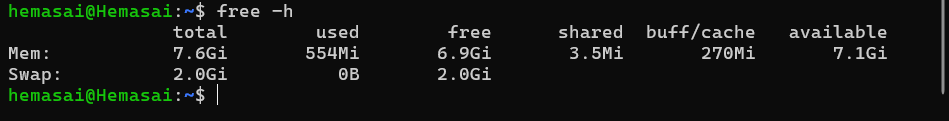 hemasai@Hemasai:~$ free -h
total used free shared buff/cache available
Mem: 7.6Gi 554Mi 6.9Gi 3.5Mi 270Mi 7.1Gi
Swap: 2.0Gi 0B 2.0Gi
hemasai@Hemasai:~$